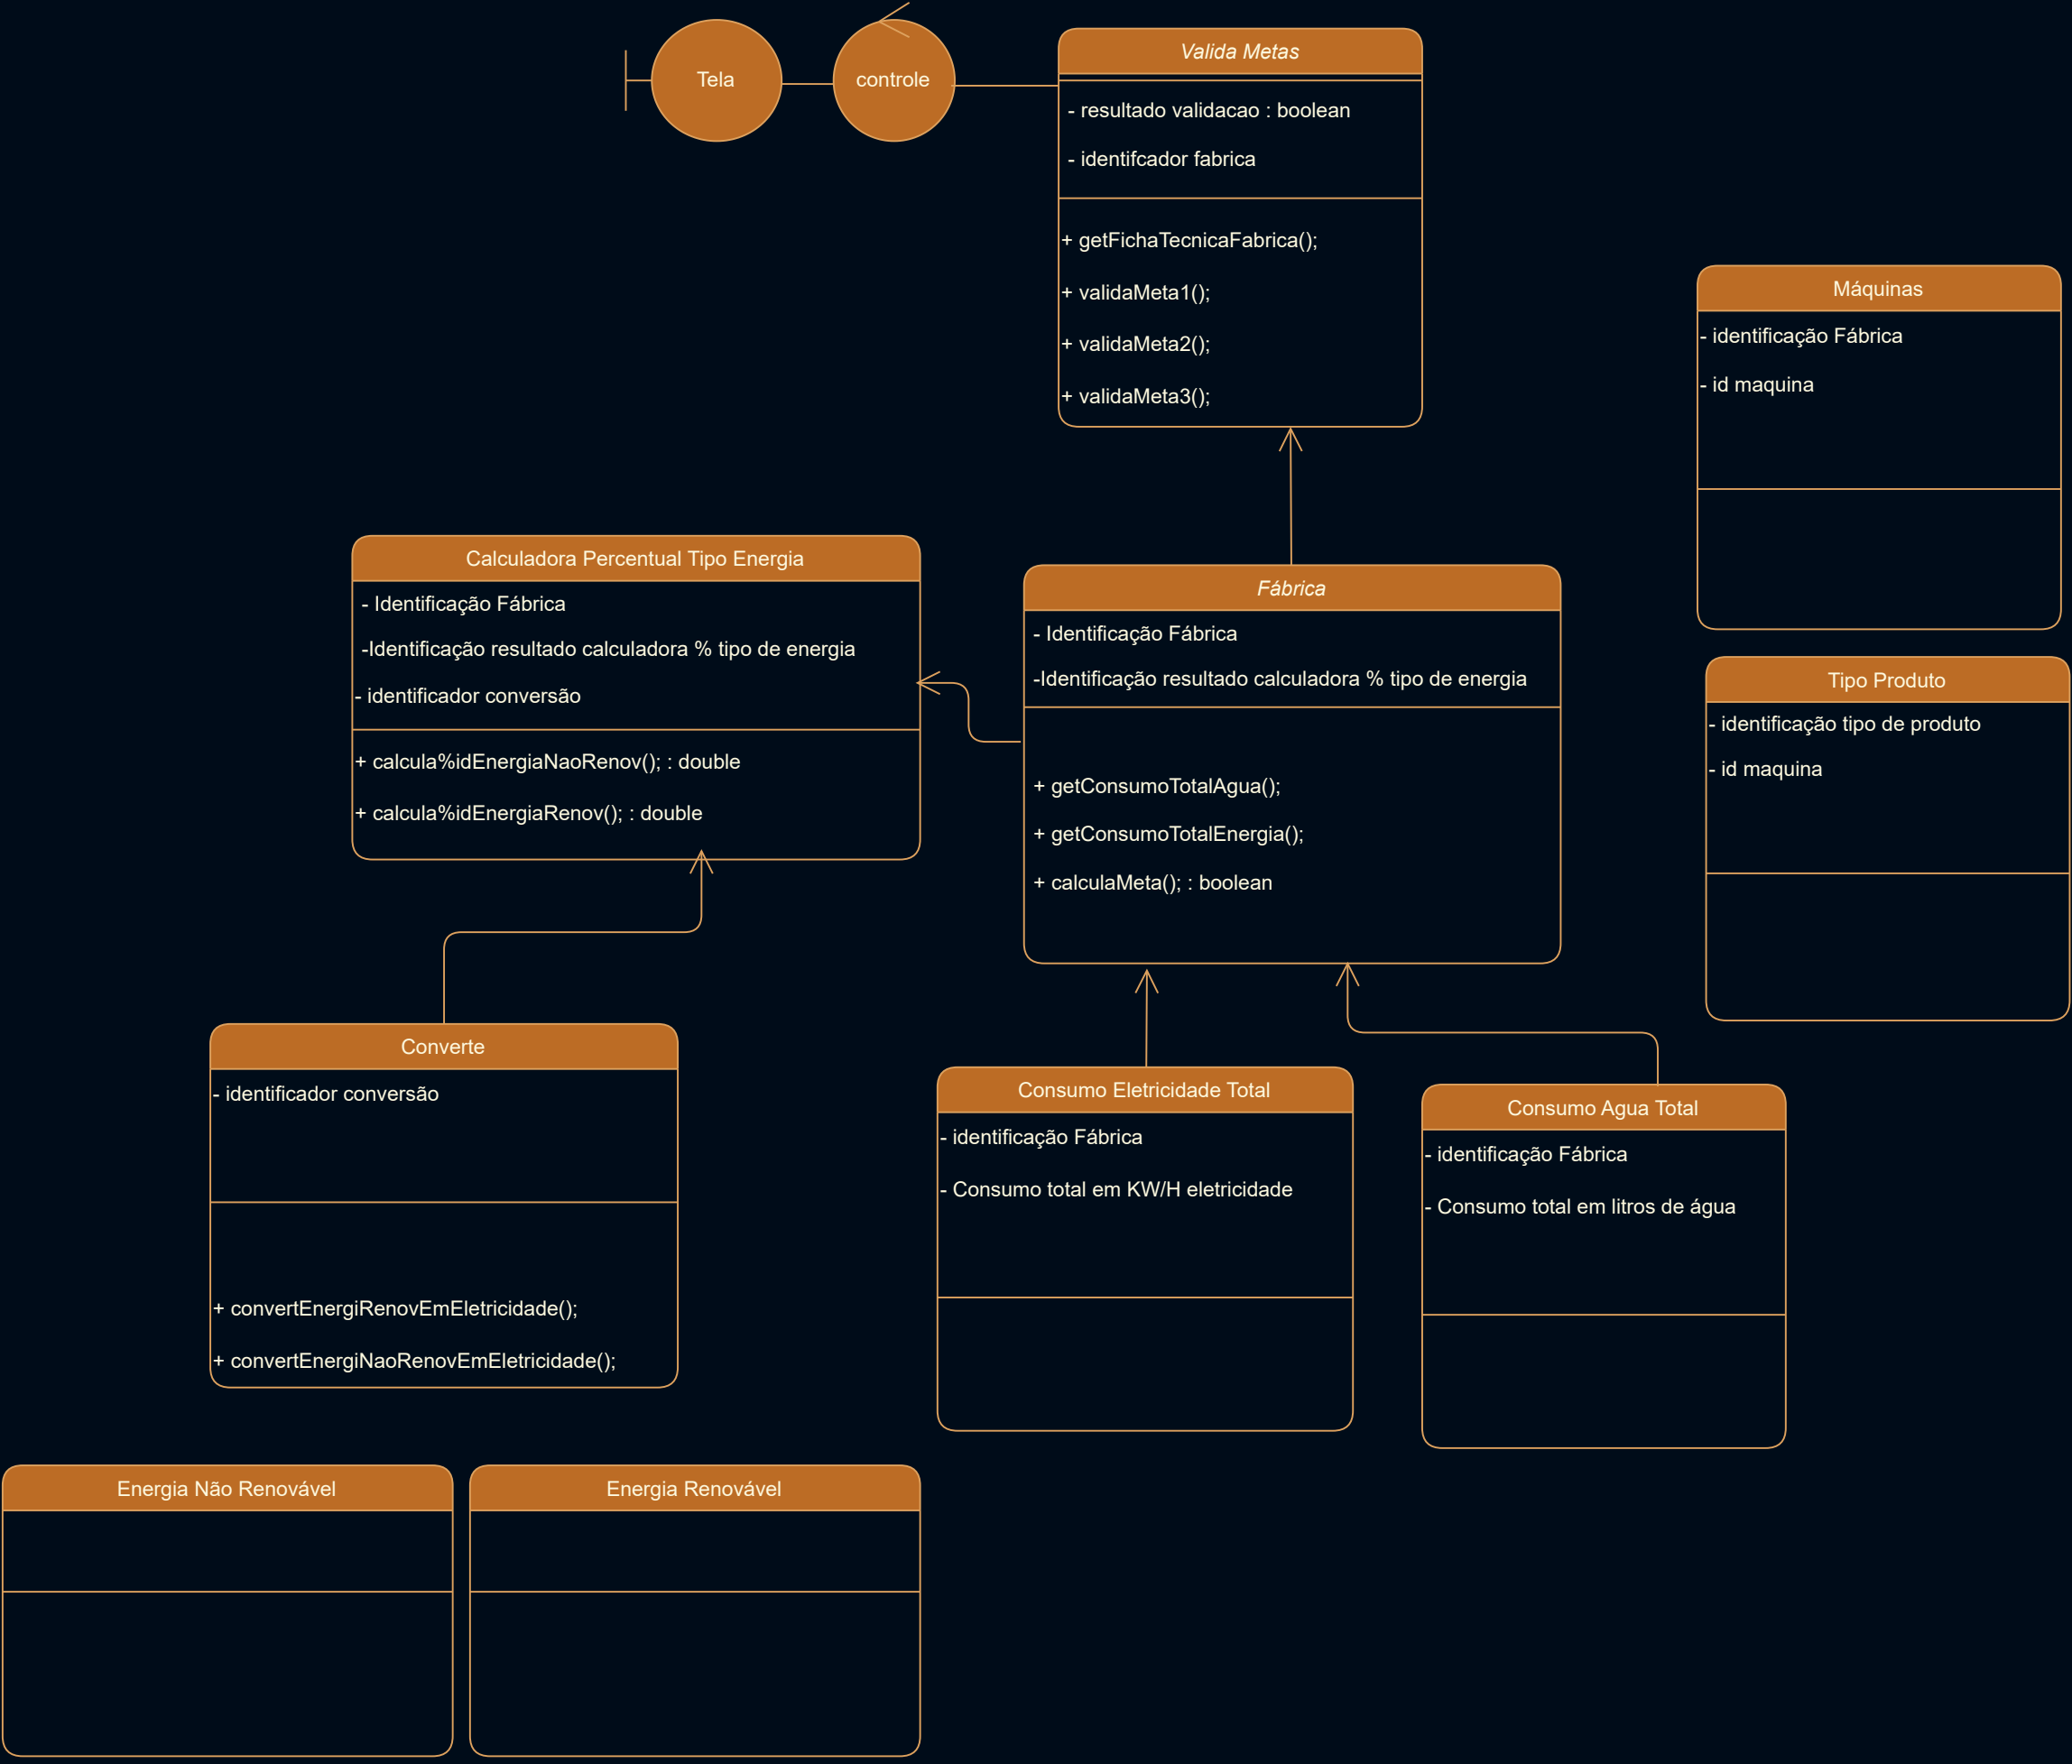 Tela
controle
Valida Metas
- resultado validacao : boolean
- identifcador fabrica
+ getFichaTecnicaFabrica();
+ validaMeta1();
+ validaMeta2();
+ validaMeta3();
Máquinas
- identificação Fábrica
- id maquina
Calculadora Percentual Tipo Energia
- Identificação Fábrica
-Identificação resultado calculadora % tipo de energia
- identificador conversão
+ calcula%idEnergiaNaoRenov(); : double
+ calcula%idEnergiaRenov(); : double
Fábrica
- Identificação Fábrica
-Identificação resultado calculadora % tipo de energia
+ getConsumoTotalAgua();
+ getConsumoTotalEnergia();
+ calculaMeta(); : boolean
Tipo Produto
- identificação tipo de produto
- id maquina
Converte
- identificador conversão
+ convertEnergiRenovEmEletricidade();
+ convertEnergiNaoRenovEmEletricidade();
Consumo Eletricidade Total
- identificação Fábrica
- Consumo total em KW/H eletricidade
Consumo Agua Total
- identificação Fábrica
- Consumo total em litros de água
Energia Não Renovável
Energia Renovável